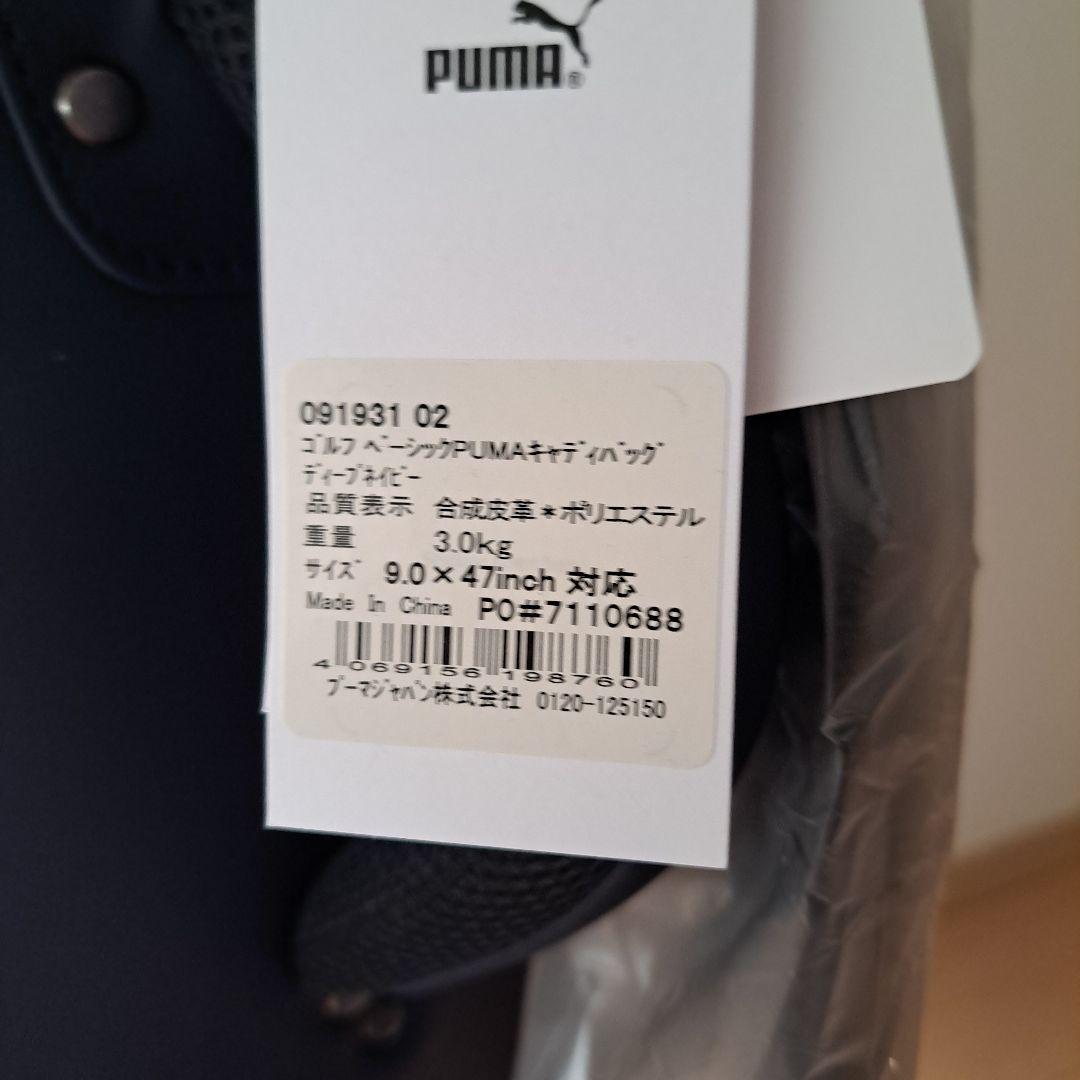 PUMA®
091931 02
ｺﾞﾙﾌ ﾍﾞｰｼｯｸPUMAｷｬﾃﾞｨﾊﾞｯｸﾞ
ﾃﾞｨｰﾌﾟﾈｲﾋﾞｰ
品質表示 合成皮革＊ポリエステル
重量 3.0kg
ｻｲｽﾞ 9.0×47inch 対応
Made In China PO#7110688
4 069156 198760
ﾌﾟｰﾏｼﾞｬﾊﾟﾝ株式会社 0120-125150